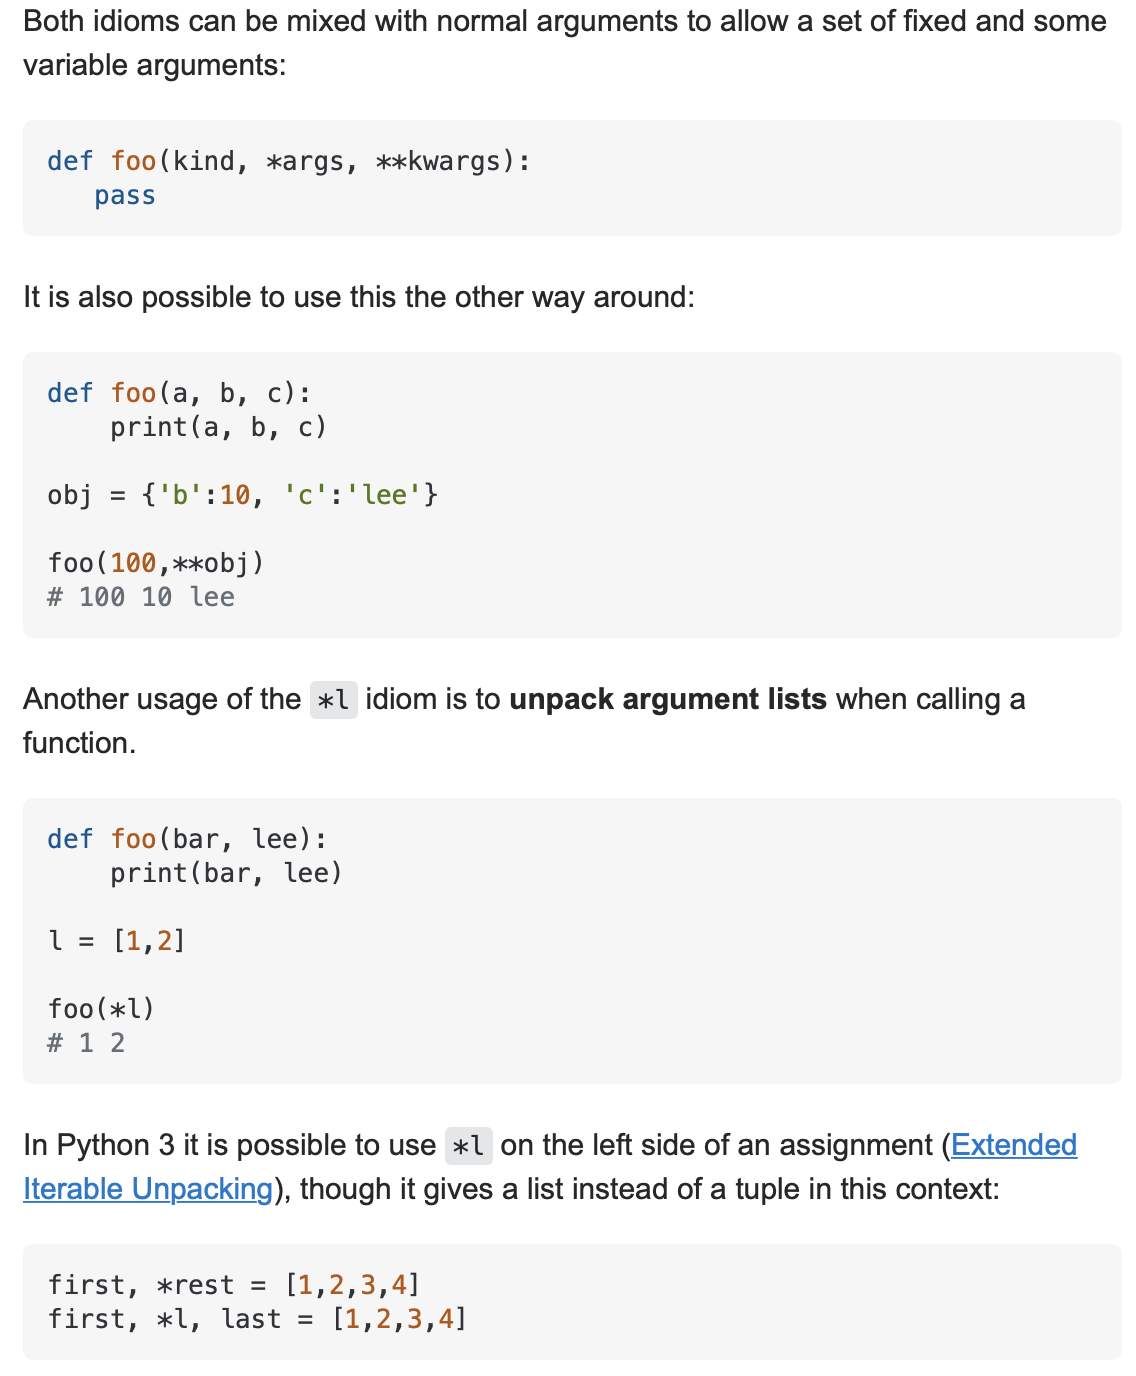 Both idioms can be mixed with normal arguments to allow a set of fixed and some
variable arguments:
def foo(kind, *args, **kwargs):
   pass
It is also possible to use this the other way around:
def foo(a, b, c):
    print(a, b, c)
obj = {'b':10, 'c':'lee'}
foo(100,**obj)
# 100 10 lee
Another usage of the *l idiom is to unpack argument lists when calling a
function.
def foo(bar, lee):
    print(bar, lee)
l = [1,2]
foo(*l)
# 1 2
In Python 3 it is possible to use *l on the left side of an assignment (Extended
Iterable Unpacking), though it gives a list instead of a tuple in this context:
first, *rest = [1,2,3,4]
first, *l, last = [1,2,3,4]